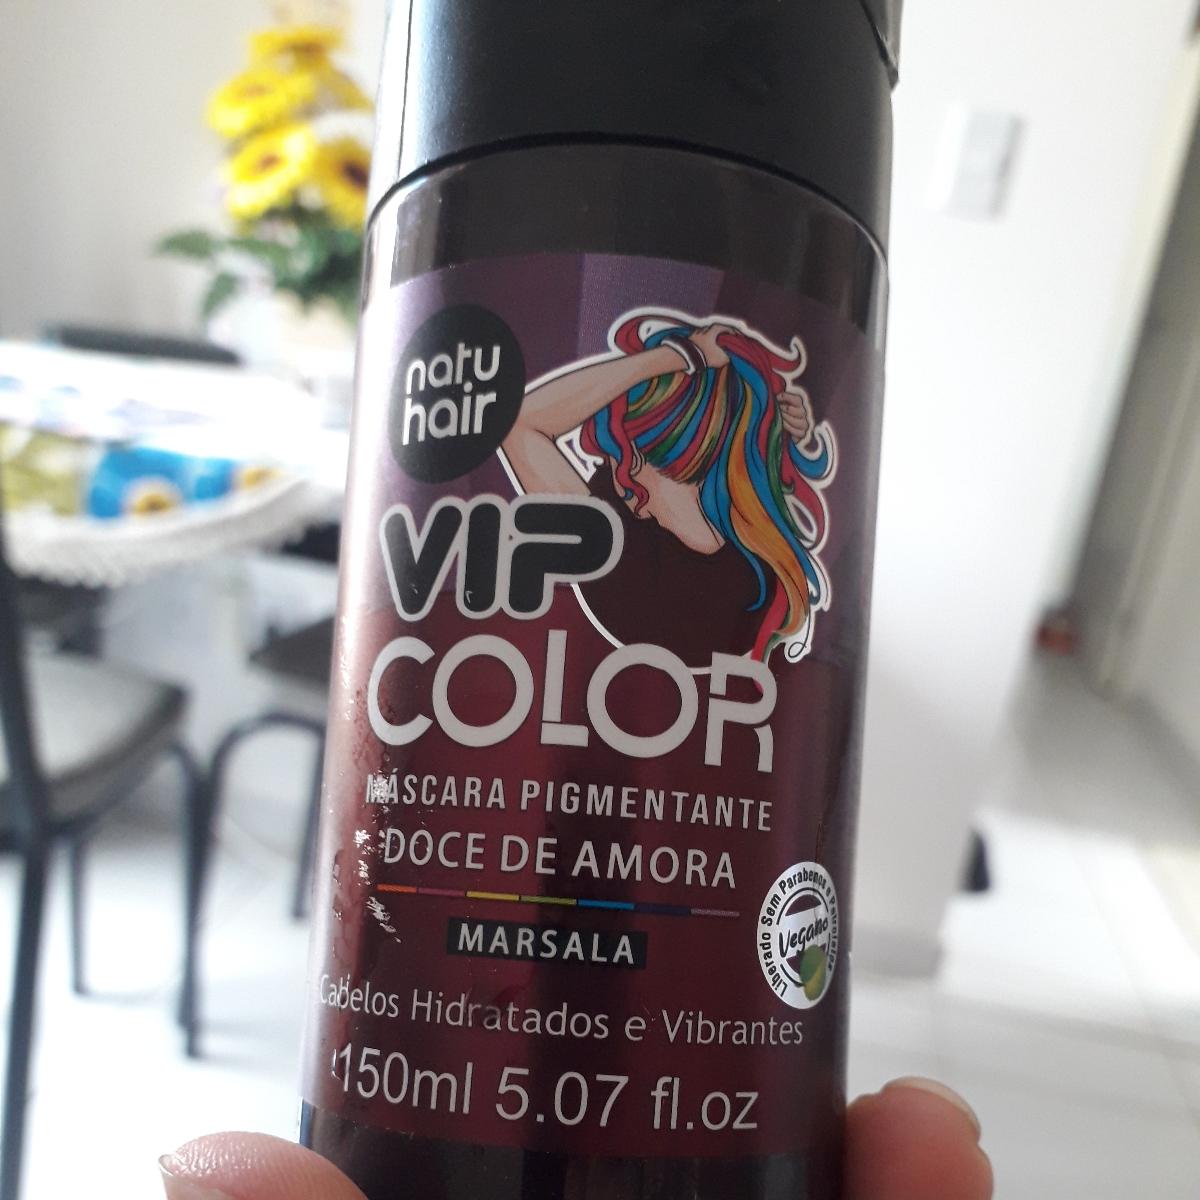 natu
hair
VIP
COLOR
MÁSCARA PIGMENTANTE
DOCE DE AMORA
MARSALA
Liberado Sem Parabenos e Petrolatos
Vegano
Cabelos Hidratados e Vibrantes
150ml 5.07 fl.oz